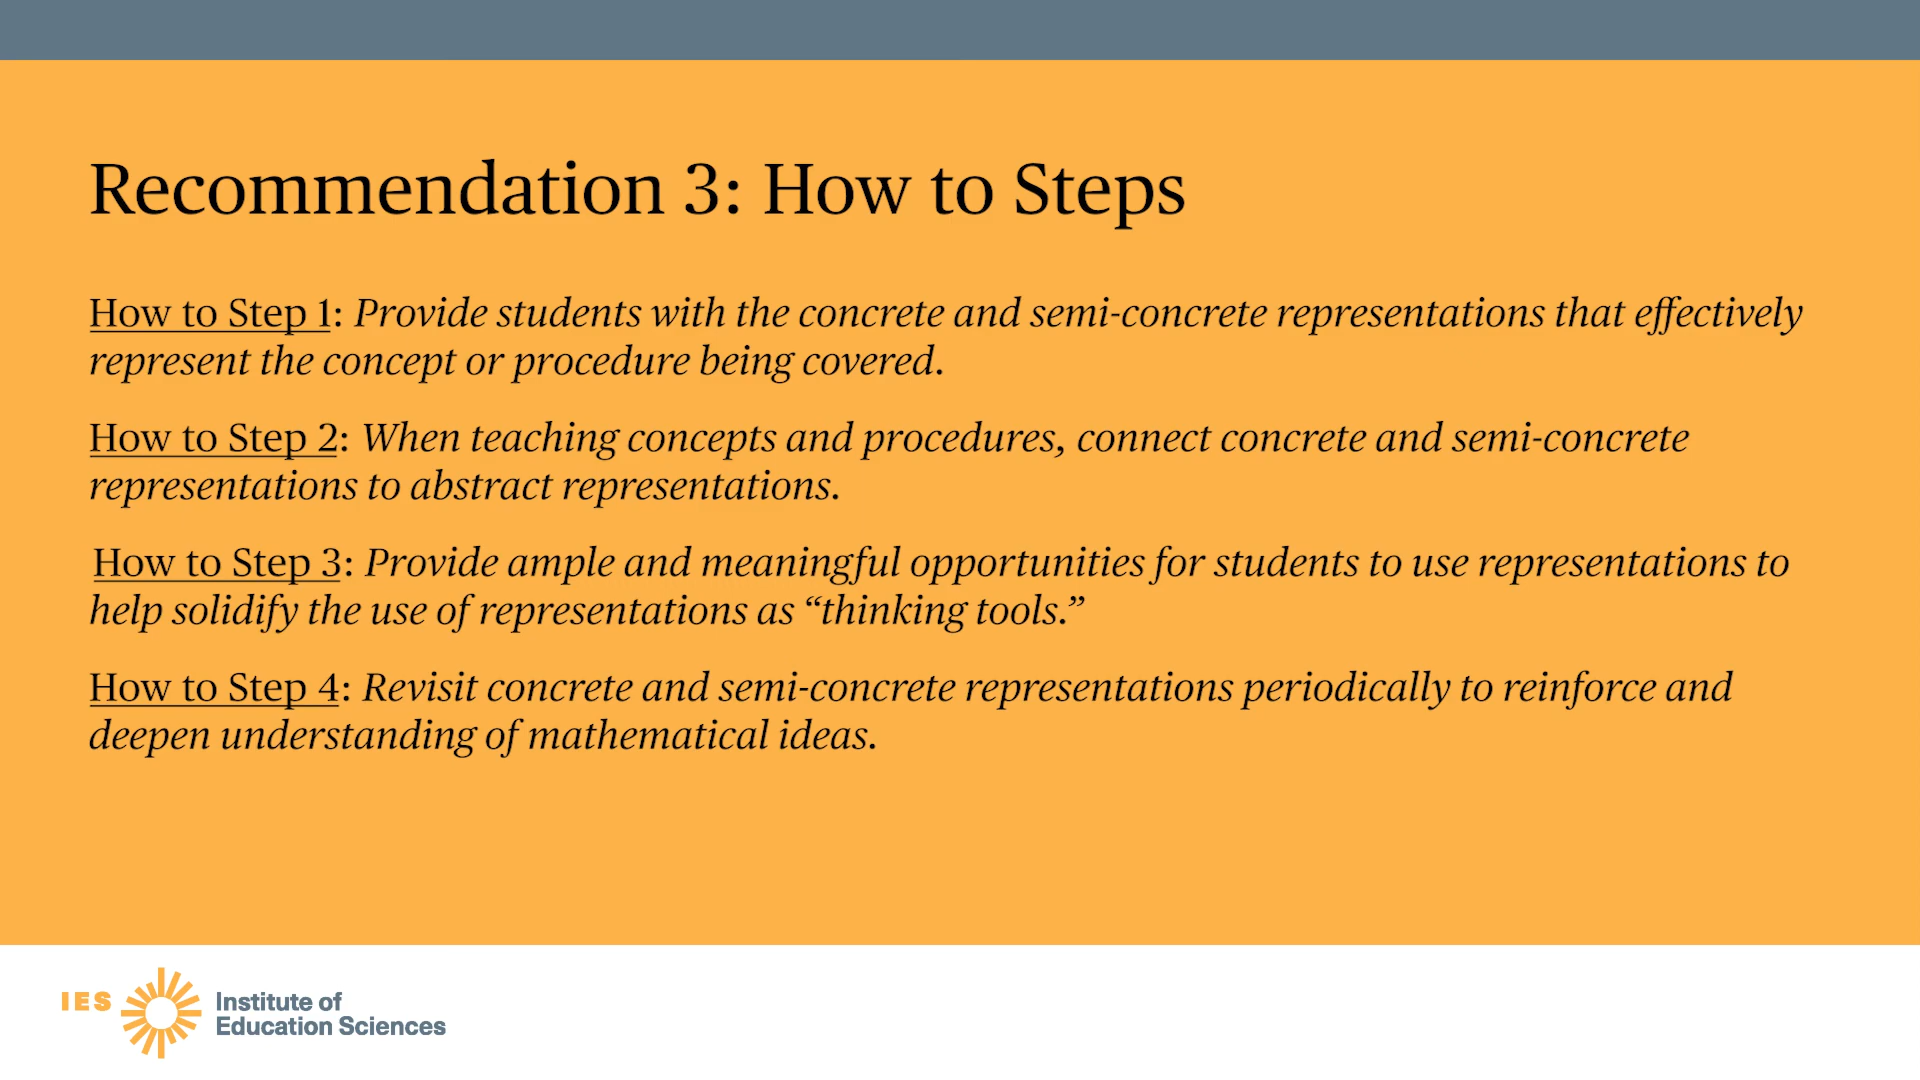 Recommendation 3: How to Steps
How to Step 1: Provide students with the concrete and semi-concrete representations that effectively
represent the concept or procedure being covered.
How to Step 2: When teaching concepts and procedures, connect concrete and semi-concrete
representations to abstract representations.
How to Step 3: Provide ample and meaningful opportunities for students to use representations to
help solidify the use of representations as “thinking tools.”
How to Step 4: Revisit concrete and semi-concrete representations periodically to reinforce and
deepen understanding of mathematical ideas.
IES
Institute of
Education Sciences